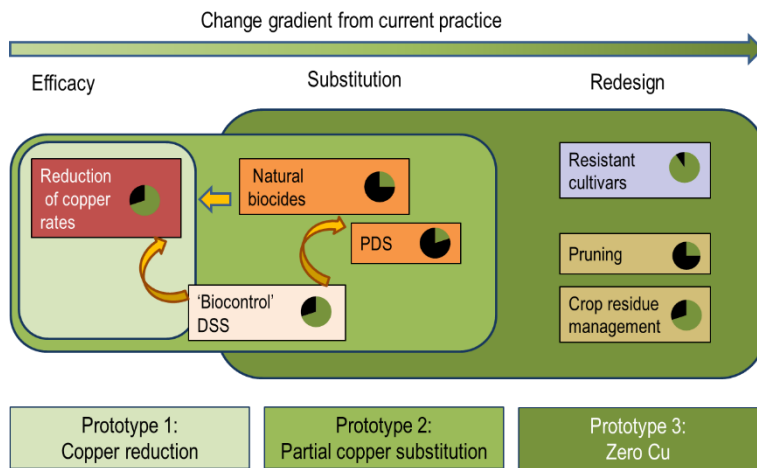 Change gradient from current practice
Efficacy
Substitution
Redesign
Reduction
of copper
rates
Natural
biocides
PDS
'Biocontrol'
DSS
Resistant
cultivars
Pruning
Crop residue
management
Prototype 1:
Copper reduction
Prototype 2:
Partial copper substitution
Prototype 3:
Zero Cu